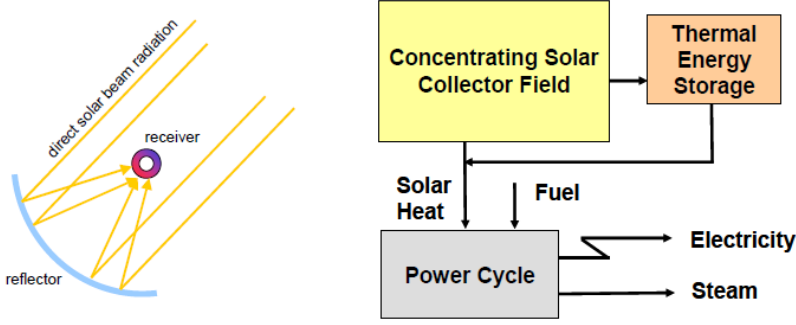 direct solar beam radiation
receiver
reflector
Concentrating Solar
Collector Field
Thermal
Energy
Storage
Solar
Heat
Fuel
Power Cycle
Electricity
Steam